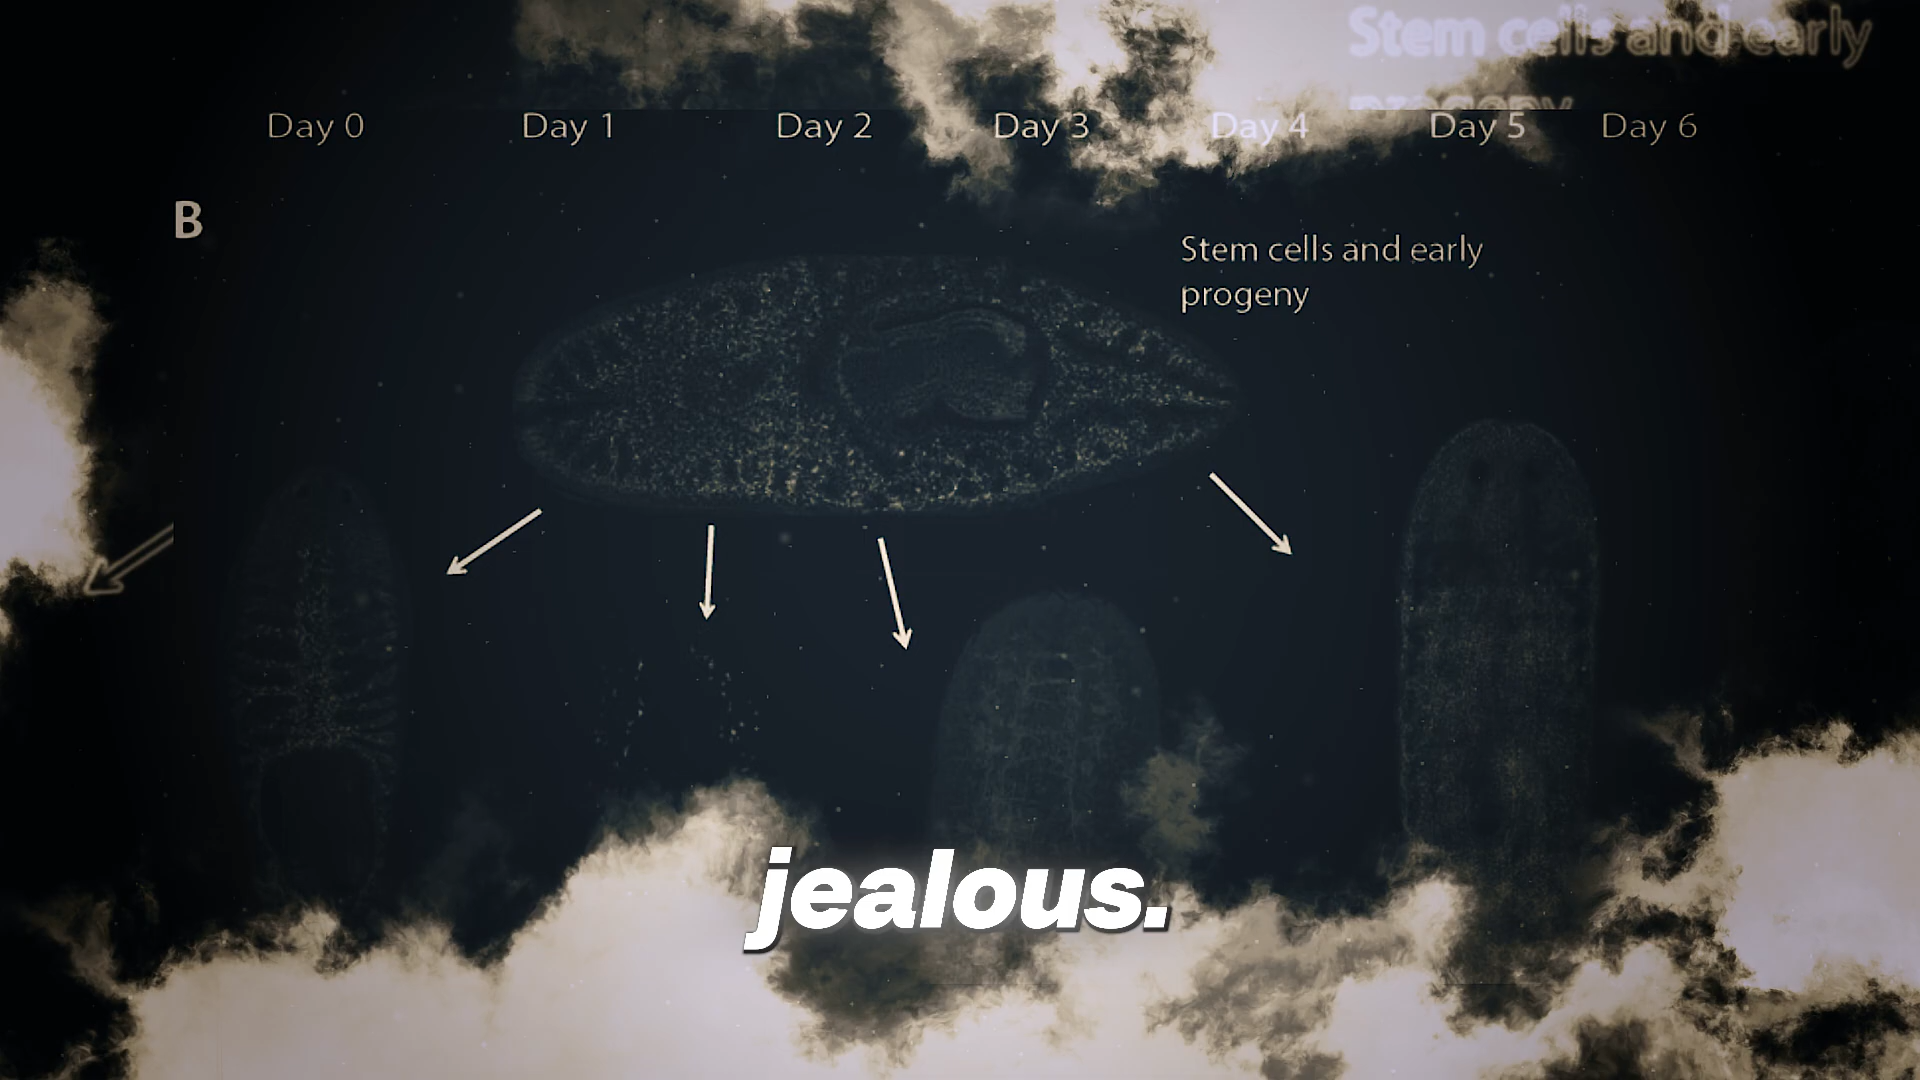 Stem cells and early
progeny
Day 0 Day 1 Day 2 Day 3 Day 4 Day 5 Day 6
B
Stem cells and early
progeny
jealous.